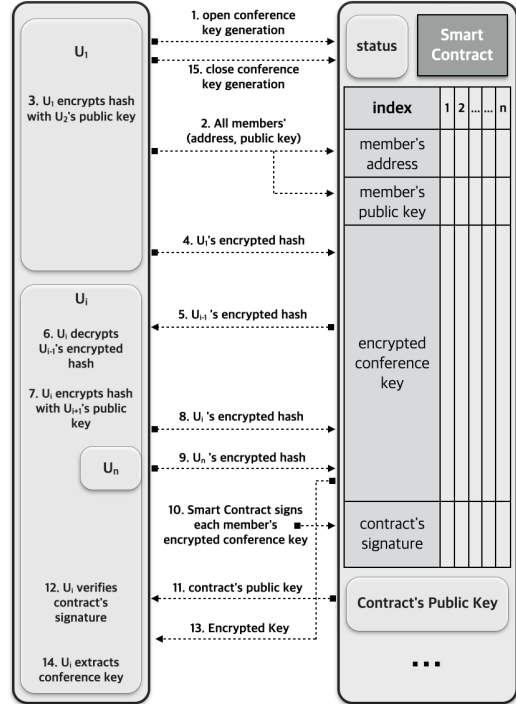 U1
3. U1 encrypts hash
with U2's public key
Ui
6. Ui decrypts
Ui-1's encrypted
hash
7. Ui encrypts hash
with Ui+1's public
key
Un
12. Ui verifies
contract's
signature
14. Ui extracts
conference key
1. open conference
key generation
15. close conference
key generation
2. All members'
(address, public key)
4. U1's encrypted hash
5. Ui-1 's encrypted hash
8. Ui 's encrypted hash
9. Un 's encrypted hash
10. Smart Contract signs
each member's
encrypted conference key
11. contract's public key
13. Encrypted Key
status
Smart
Contract
index 1 2 ... ... n
member's
address
member's
public key
encrypted
conference
key
contract's
signature
Contract's Public Key
...